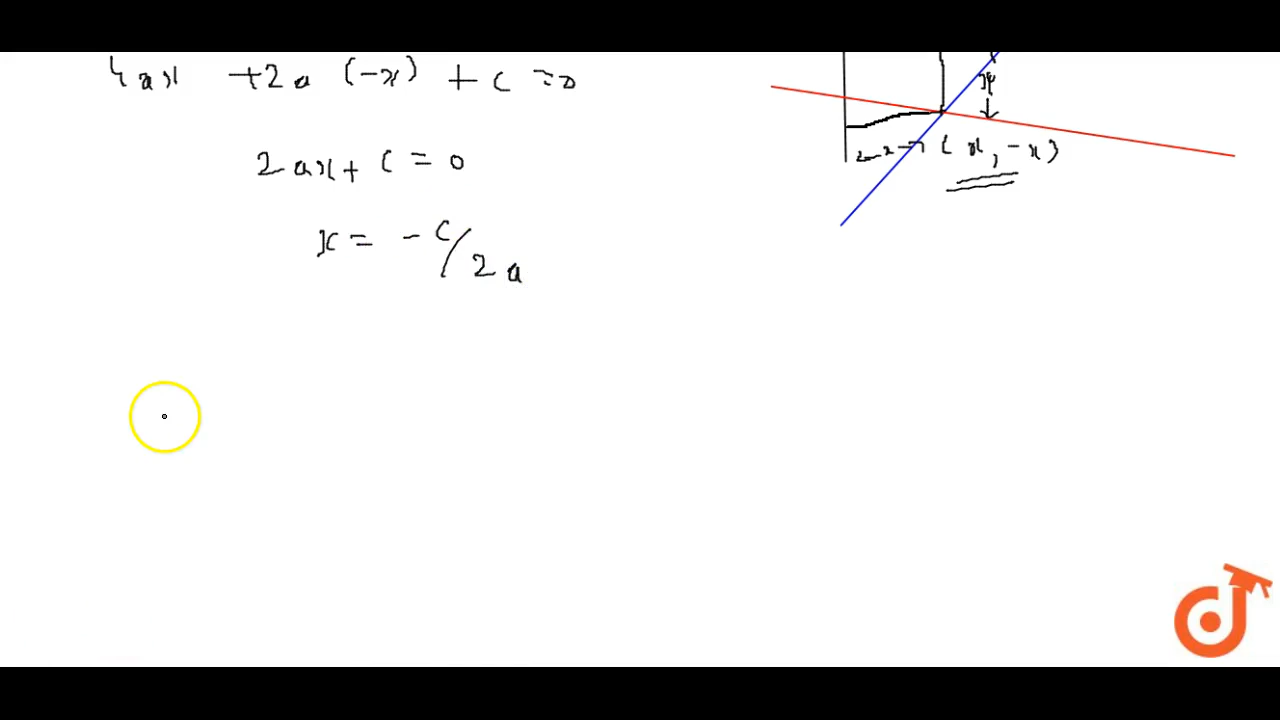 4ax +2a (-x) + c = 0
2ax + c = 0
x = - c/2a
x
x (x, -x)